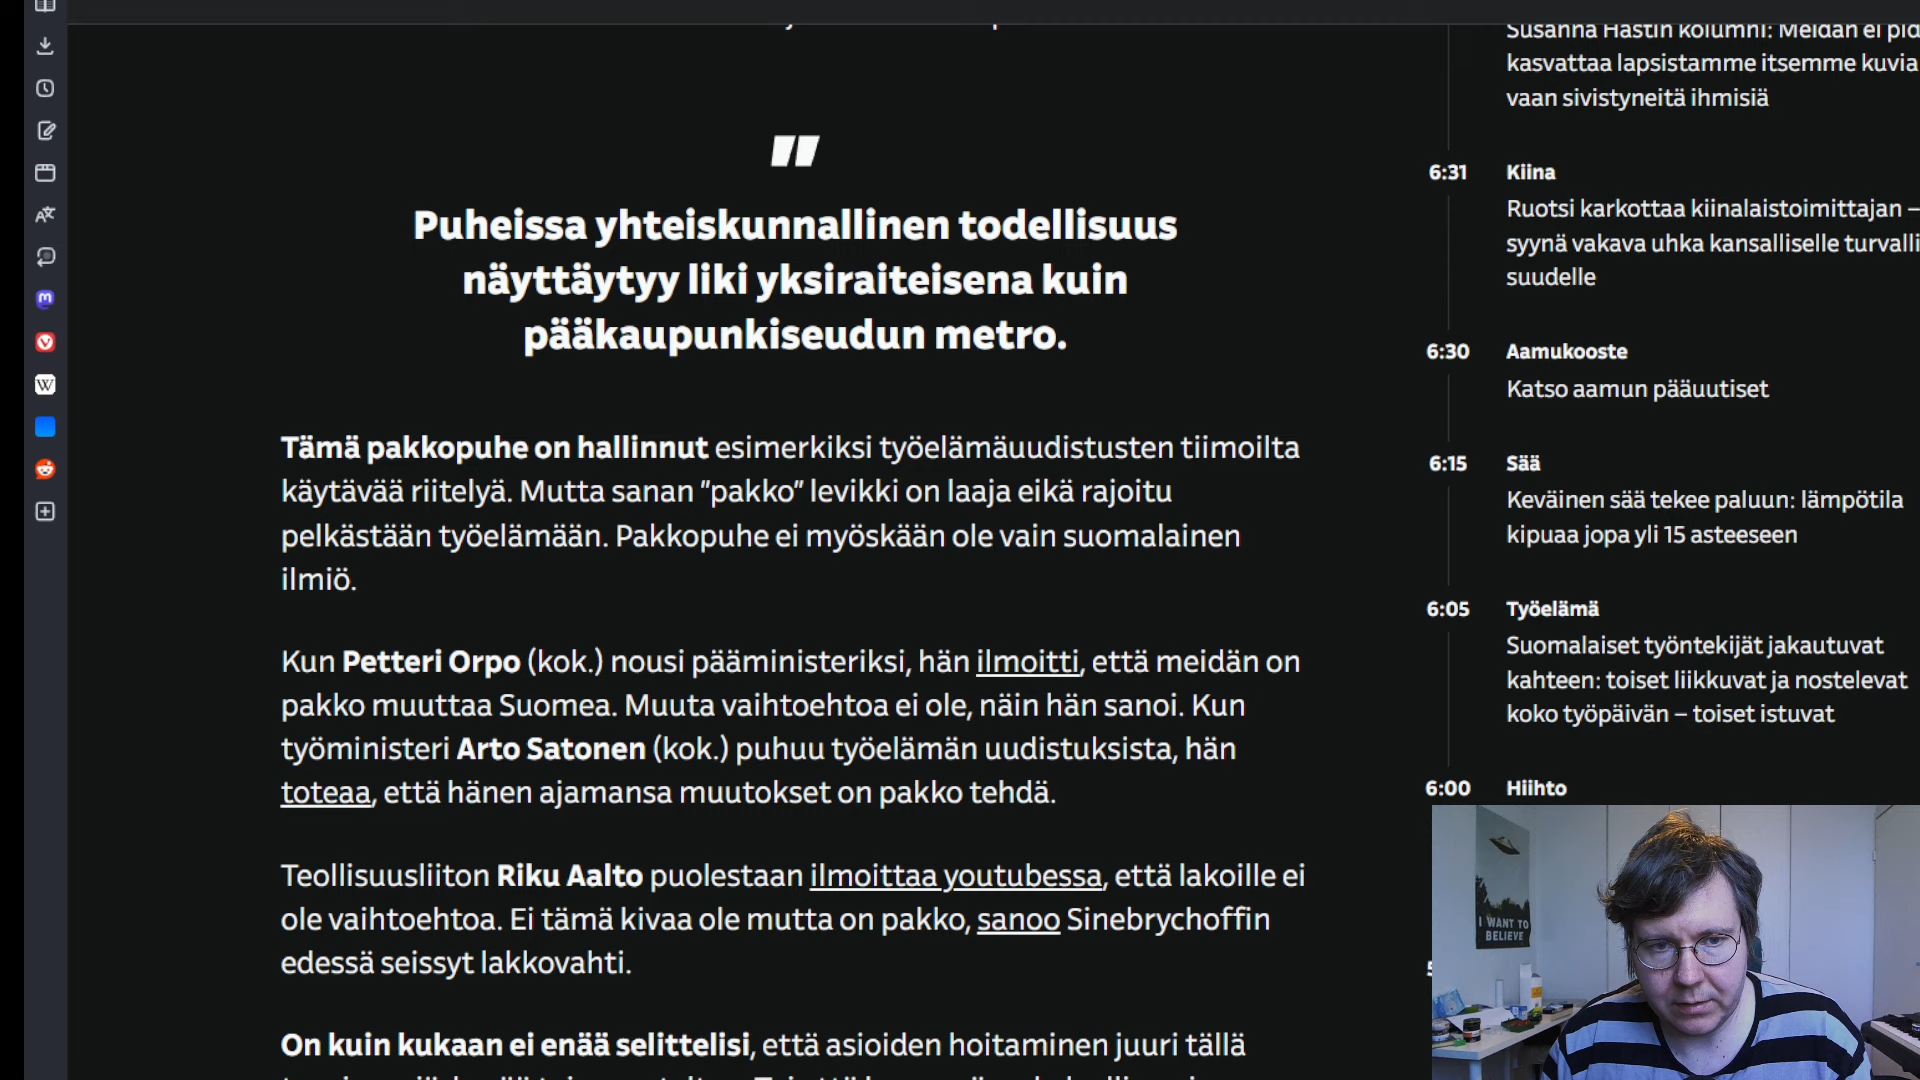 "
Puheissa yhteiskunnallinen todellisuus
näyttäytyy liki yksiraiteisena kuin
pääkaupunkiseudun metro.
Tämä pakkopuhe on hallinnut esimerkiksi työelämäuudistusten tiimoilta
käytävää riitelyä. Mutta sanan ”pakko” levikki on laaja eikä rajoitu
pelkästään työelämään. Pakkopuhe ei myöskään ole vain suomalainen
ilmiö.
Kun Petteri Orpo (kok.) nousi pääministeriksi, hän ilmoitti, että meidän on
pakko muuttaa Suomea. Muuta vaihtoehtoa ei ole, näin hän sanoi. Kun
työministeri Arto Satonen (kok.) puhuu työelämän uudistuksista, hän
toteaa, että hänen ajamansa muutokset on pakko tehdä.
Teollisuusliiton Riku Aalto puolestaan ilmoittaa youtubessa, että lakoille ei
ole vaihtoehtoa. Ei tämä kivaa ole mutta on pakko, sanoo Sinebrychoffin
edessä seissyt lakkovahti.
On kuin kukaan ei enää selittelisi, että asioiden hoitaminen juuri tällä
Susanna Hastin kolumni: Meidän ei pid
kasvattaa lapsistamme itsemme kuvia
vaan sivistyneitä ihmisiä
6:31 Kiina
Ruotsi karkottaa kiinalaistoimittajan –
syynä vakava uhka kansalliselle turvalli
suudelle
6:30 Aamukooste
Katso aamun pääuutiset
6:15 Sää
Keväinen sää tekee paluun: lämpötila
kipuaa jopa yli 15 asteeseen
6:05 Työelämä
Suomalaiset työntekijät jakautuvat
kahteen: toiset liikkuvat ja nostelevat
koko työpäivän – toiset istuvat
6:00 Hiihto
I WANT TO
BELIEVE